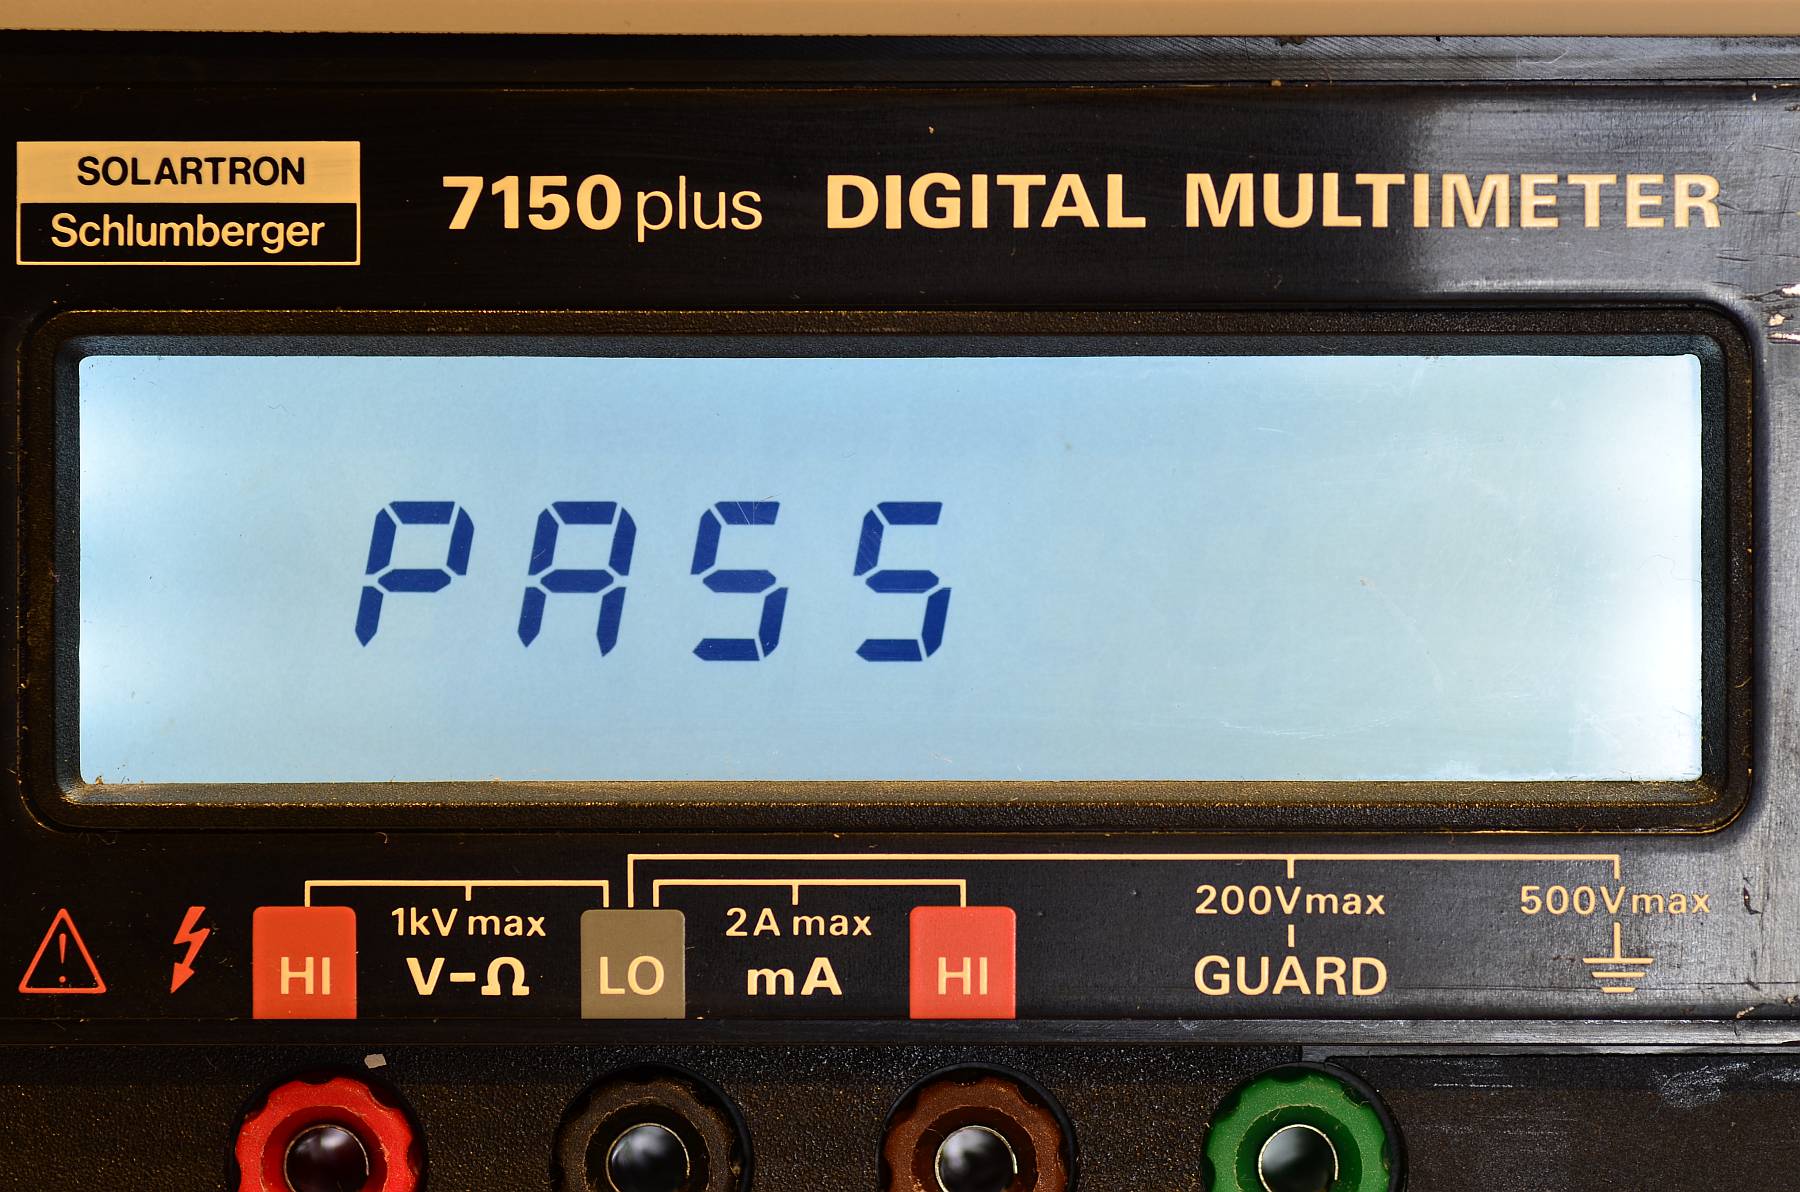 SOLARTRON
Schlumberger
7150 plus DIGITAL MULTIMETER
PASS
1kV max 2A max 200Vmax 500Vmax
HI V-Ω LO mA HI GUARD